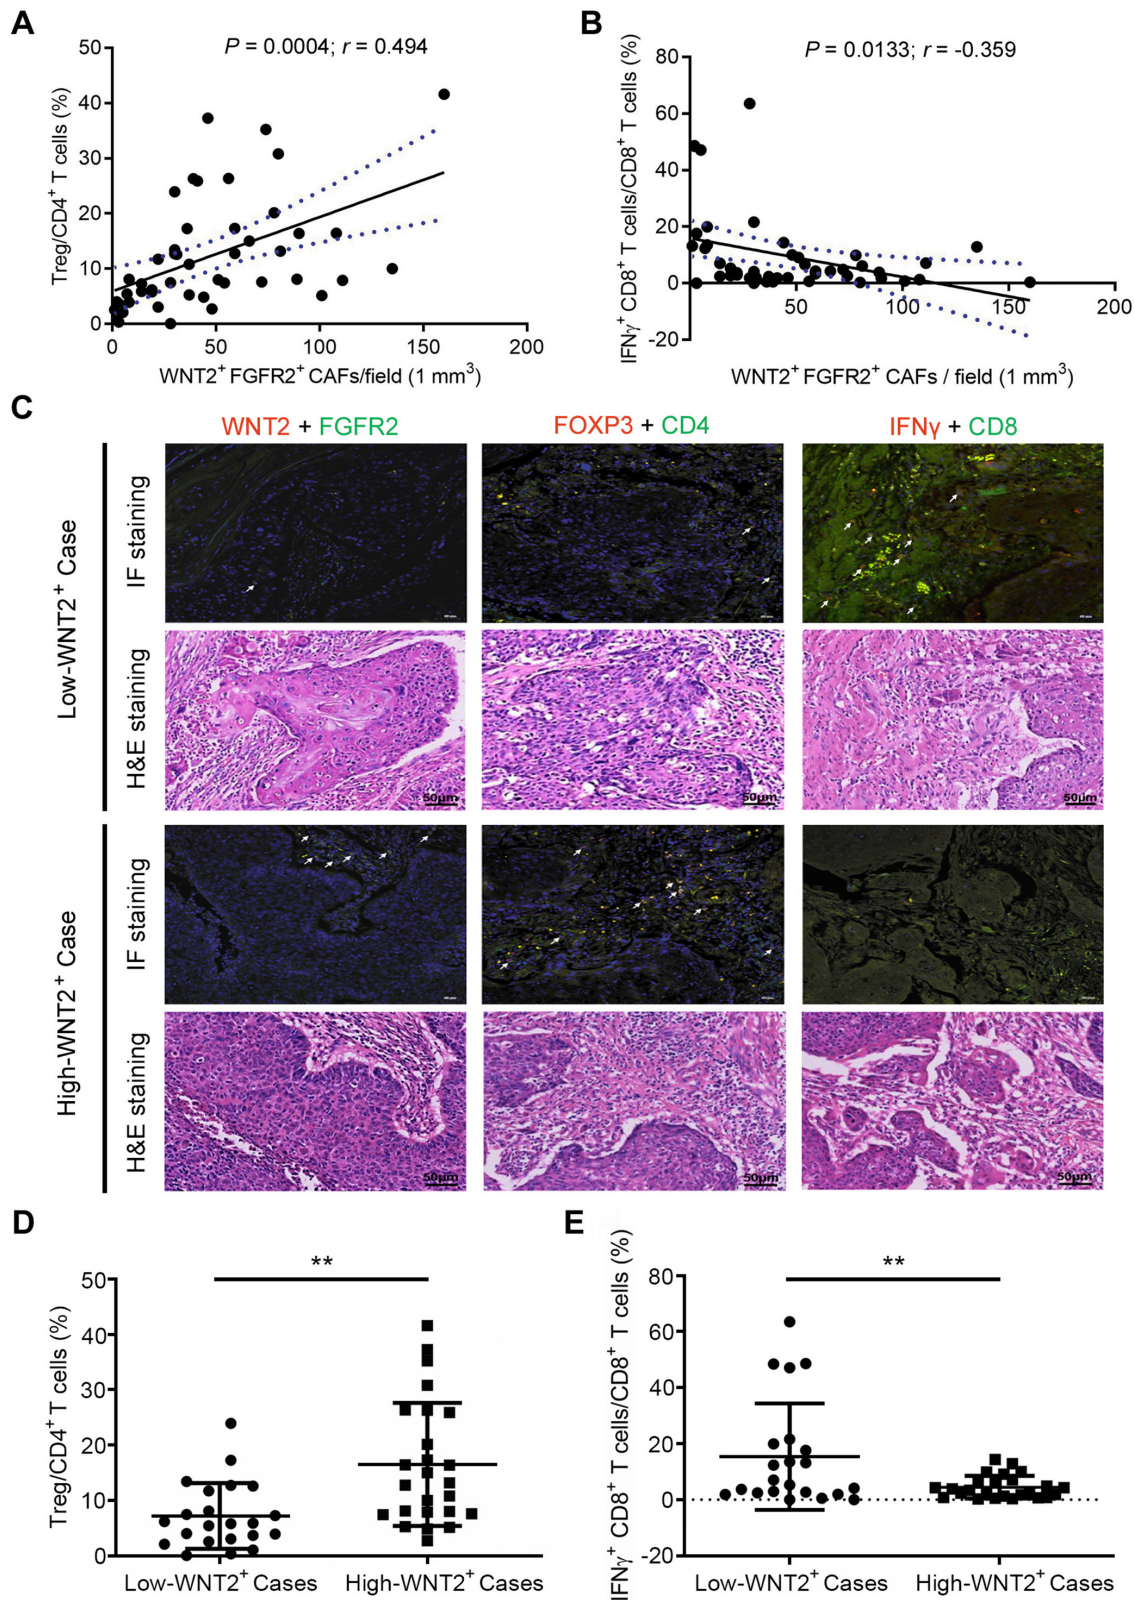 A
P = 0.0004; r = 0.494
Treg/CD4⁺ T cells (%)
50
40
30
20
10
0
0 50 100 150 200
WNT2⁺ FGFR2⁺ CAFs/field (1 mm³)
B
P = 0.0133; r = -0.359
IFNγ⁺ CD8⁺ T cells/CD8⁺ T cells (%)
80
60
40
20
0
-20
50 100 150 200
WNT2⁺ FGFR2⁺ CAFs / field (1 mm³)
C
WNT2 + FGFR2
FOXP3 + CD4
IFNγ + CD8
Low-WNT2⁺ Case
IF staining
H&E staining
50μm
50μm
50μm
High-WNT2⁺ Case
IF staining
H&E staining
50μm
50μm
50μm
D
**
Treg/CD4⁺ T cells (%)
50
40
30
20
10
0
Low-WNT2⁺ Cases High-WNT2⁺ Cases
E
**
IFNγ⁺ CD8⁺ T cells/CD8⁺ T cells (%)
80
60
40
20
0
-20
Low-WNT2⁺ Cases High-WNT2⁺ Cases